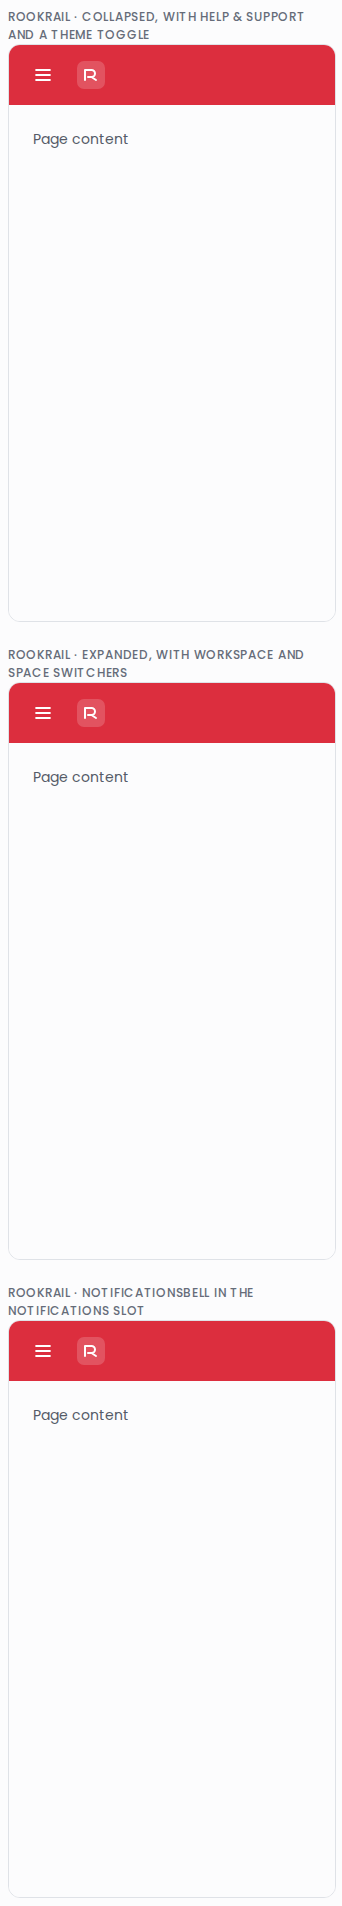 ROOKRAIL · COLLAPSED, WITH HELP & SUPPORT
AND A THEME TOGGLE
R
Page content
ROOKRAIL · EXPANDED, WITH WORKSPACE AND
SPACE SWITCHERS
R
Page content
ROOKRAIL · NOTIFICATIONSBELL IN THE
NOTIFICATIONS SLOT
R
Page content